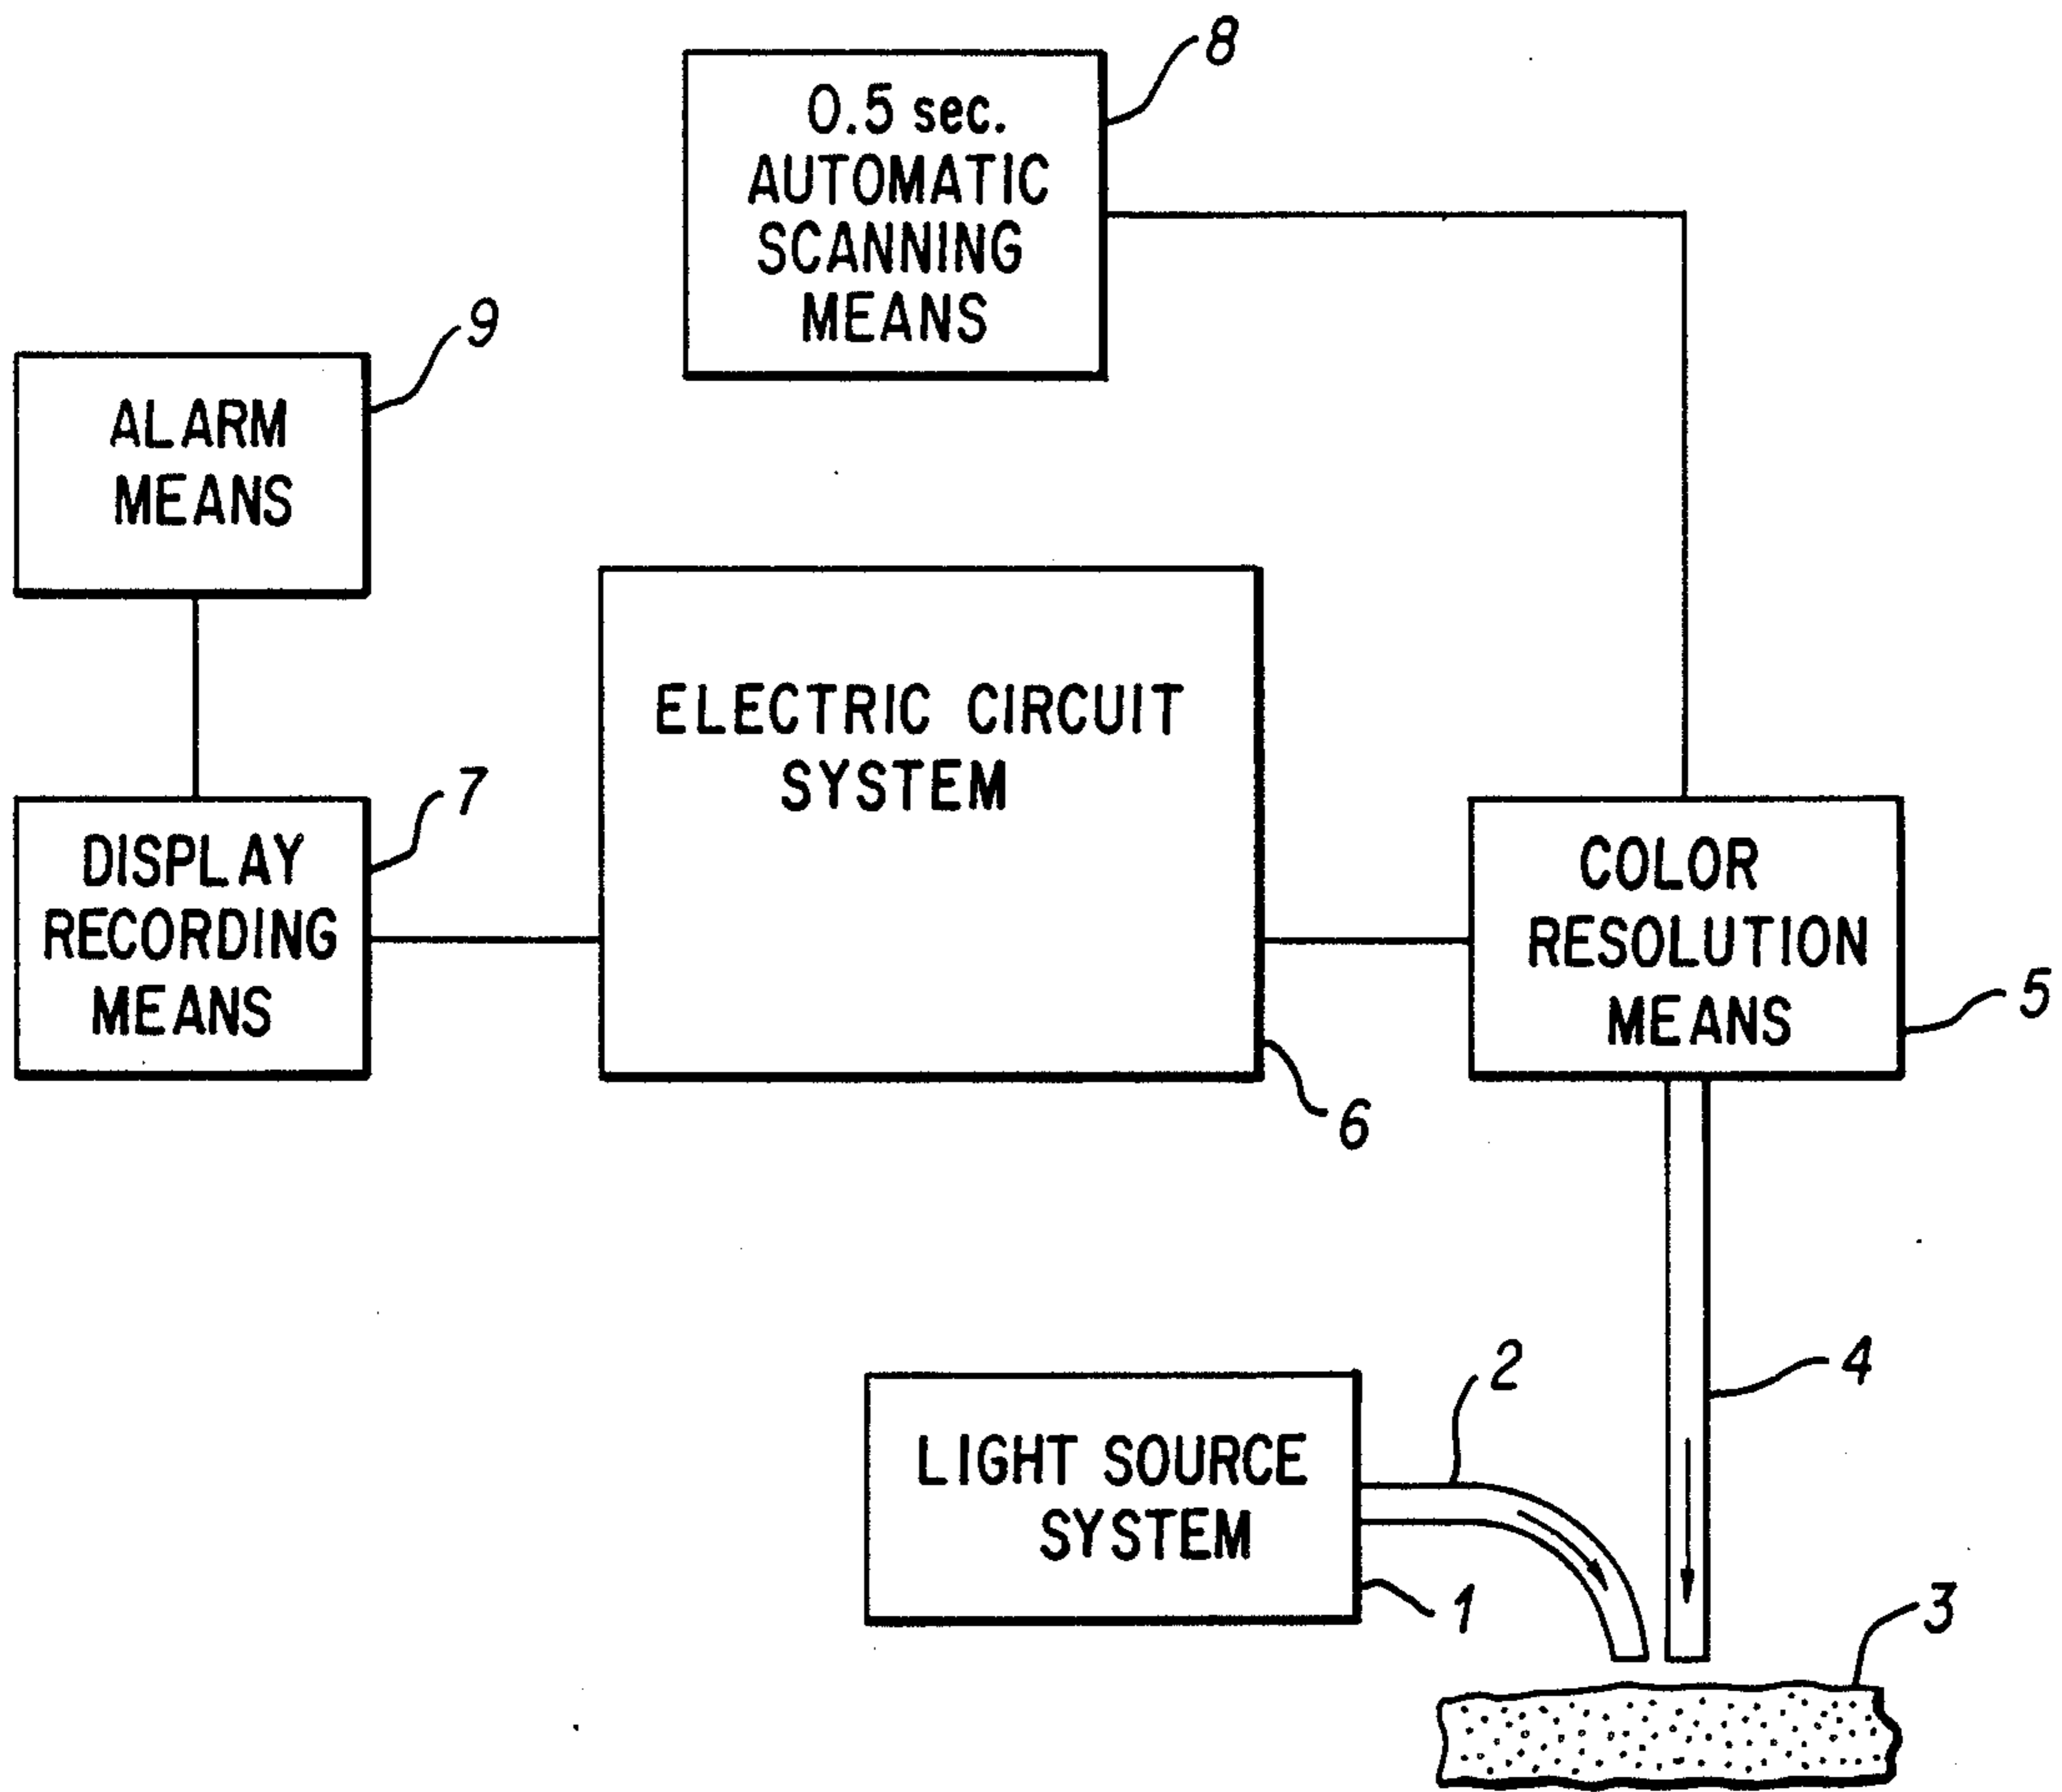 8
0.5 sec.
AUTOMATIC
SCANNING
MEANS
9
ALARM
MEANS
ELECTRIC CIRCUIT
SYSTEM
7
DISPLAY
RECORDING
MEANS
COLOR
RESOLUTION
MEANS
5
6
2
4
LIGHT SOURCE
SYSTEM
1
3